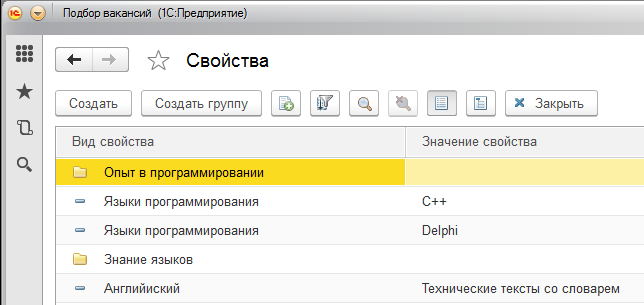 1С Подбор вакансий (1С:Предприятие)
Свойства
Создать Создать группу Закрыть
Вид свойства Значение свойства
Опыт в программировании
Языки программирования C++
Языки программирования Delphi
Знание языков
Английский Технические тексты со словарем